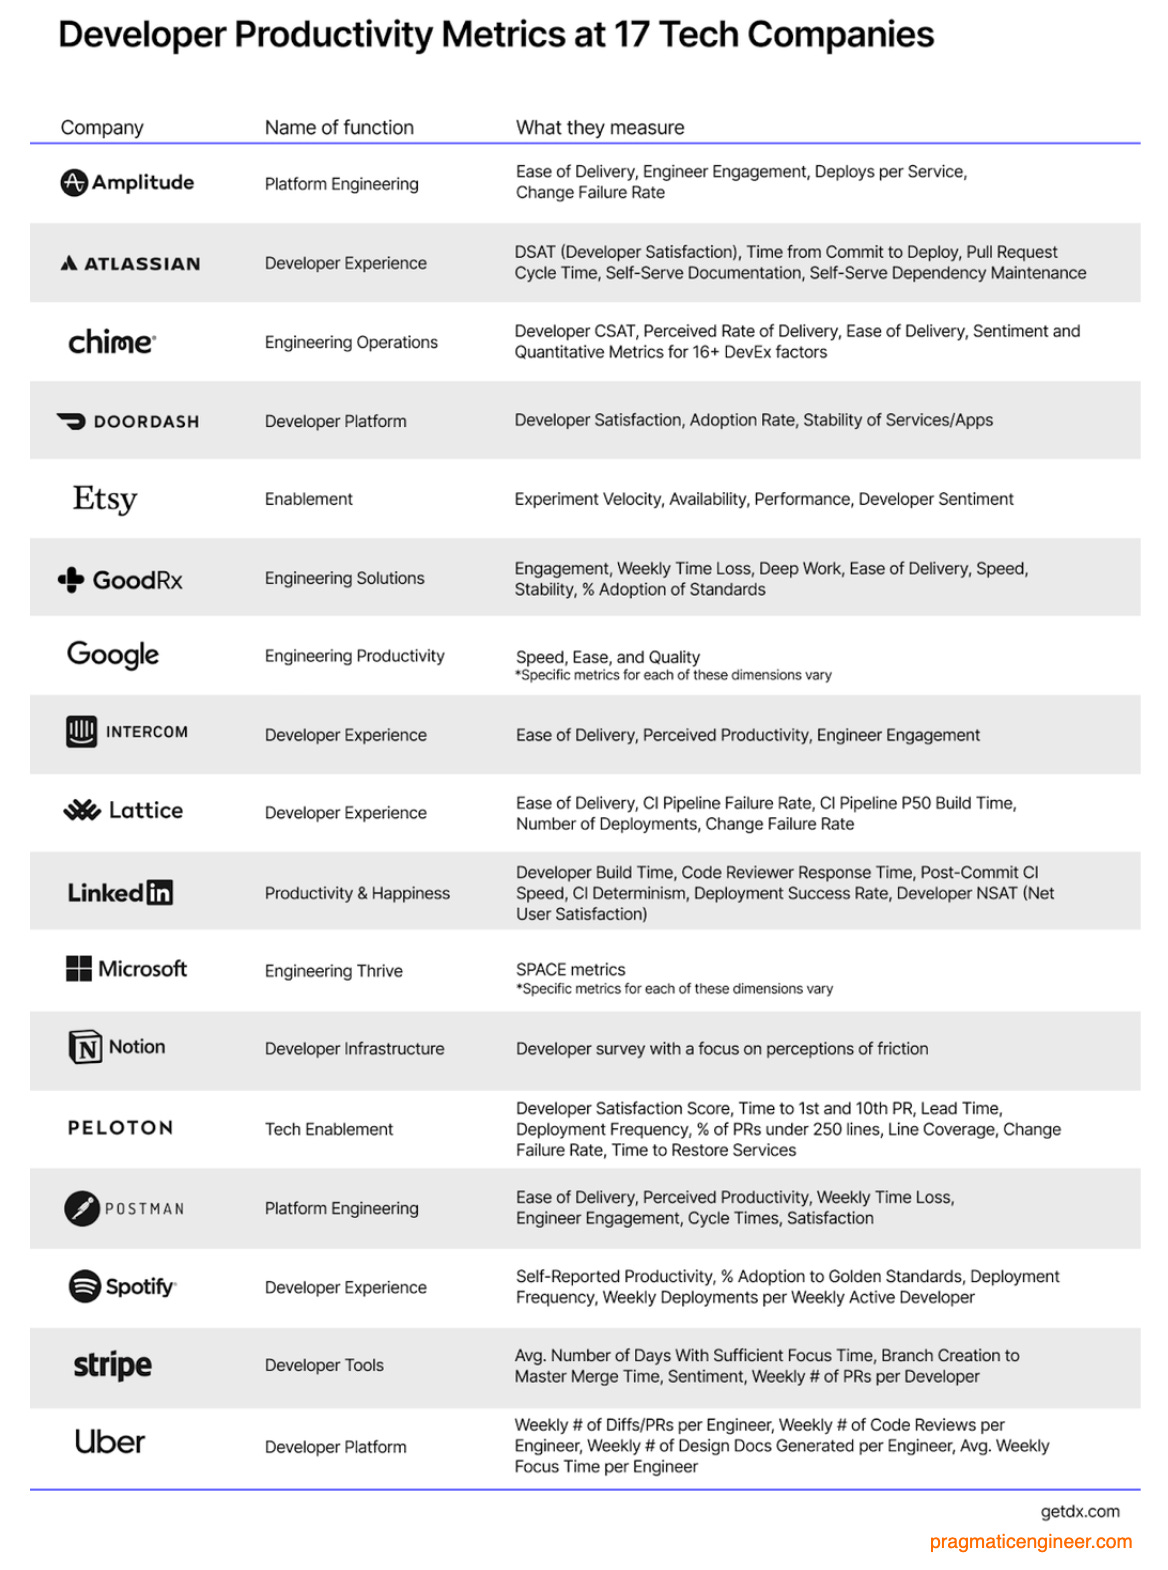 Developer Productivity Metrics at 17 Tech Companies
Company
Name of function
What they measure
Amplitude
Platform Engineering
Ease of Delivery, Engineer Engagement, Deploys per Service,
Change Failure Rate
ATLASSIAN
Developer Experience
DSAT (Developer Satisfaction), Time from Commit to Deploy, Pull Request
Cycle Time, Self-Serve Documentation, Self-Serve Dependency Maintenance
chime
Engineering Operations
Developer CSAT, Perceived Rate of Delivery, Ease of Delivery, Sentiment and
Quantitative Metrics for 16+ DevEx factors
DOORDASH
Developer Platform
Developer Satisfaction, Adoption Rate, Stability of Services/Apps
Etsy
Enablement
Experiment Velocity, Availability, Performance, Developer Sentiment
GoodRx
Engineering Solutions
Engagement, Weekly Time Loss, Deep Work, Ease of Delivery, Speed,
Stability, % Adoption of Standards
Google
Engineering Productivity
Speed, Ease, and Quality
*Specific metrics for each of these dimensions vary
INTERCOM
Developer Experience
Ease of Delivery, Perceived Productivity, Engineer Engagement
Lattice
Developer Experience
Ease of Delivery, CI Pipeline Failure Rate, CI Pipeline P50 Build Time,
Number of Deployments, Change Failure Rate
Linked in
Productivity & Happiness
Developer Build Time, Code Reviewer Response Time, Post-Commit CI
Speed, CI Determinism, Deployment Success Rate, Developer NSAT (Net
User Satisfaction)
Microsoft
Engineering Thrive
SPACE metrics
*Specific metrics for each of these dimensions vary
Notion
Developer Infrastructure
Developer survey with a focus on perceptions of friction
PELOTON
Tech Enablement
Developer Satisfaction Score, Time to 1st and 10th PR, Lead Time,
Deployment Frequency, % of PRs under 250 lines, Line Coverage, Change
Failure Rate, Time to Restore Services
POSTMAN
Platform Engineering
Ease of Delivery, Perceived Productivity, Weekly Time Loss,
Engineer Engagement, Cycle Times, Satisfaction
Spotify
Developer Experience
Self-Reported Productivity, % Adoption to Golden Standards, Deployment
Frequency, Weekly Deployments per Weekly Active Developer
stripe
Developer Tools
Avg. Number of Days With Sufficient Focus Time, Branch Creation to
Master Merge Time, Sentiment, Weekly # of PRs per Developer
Uber
Developer Platform
Weekly # of Diffs/PRs per Engineer, Weekly # of Code Reviews per
Engineer, Weekly # of Design Docs Generated per Engineer, Avg. Weekly
Focus Time per Engineer
getdx.com
pragmaticengineer.com